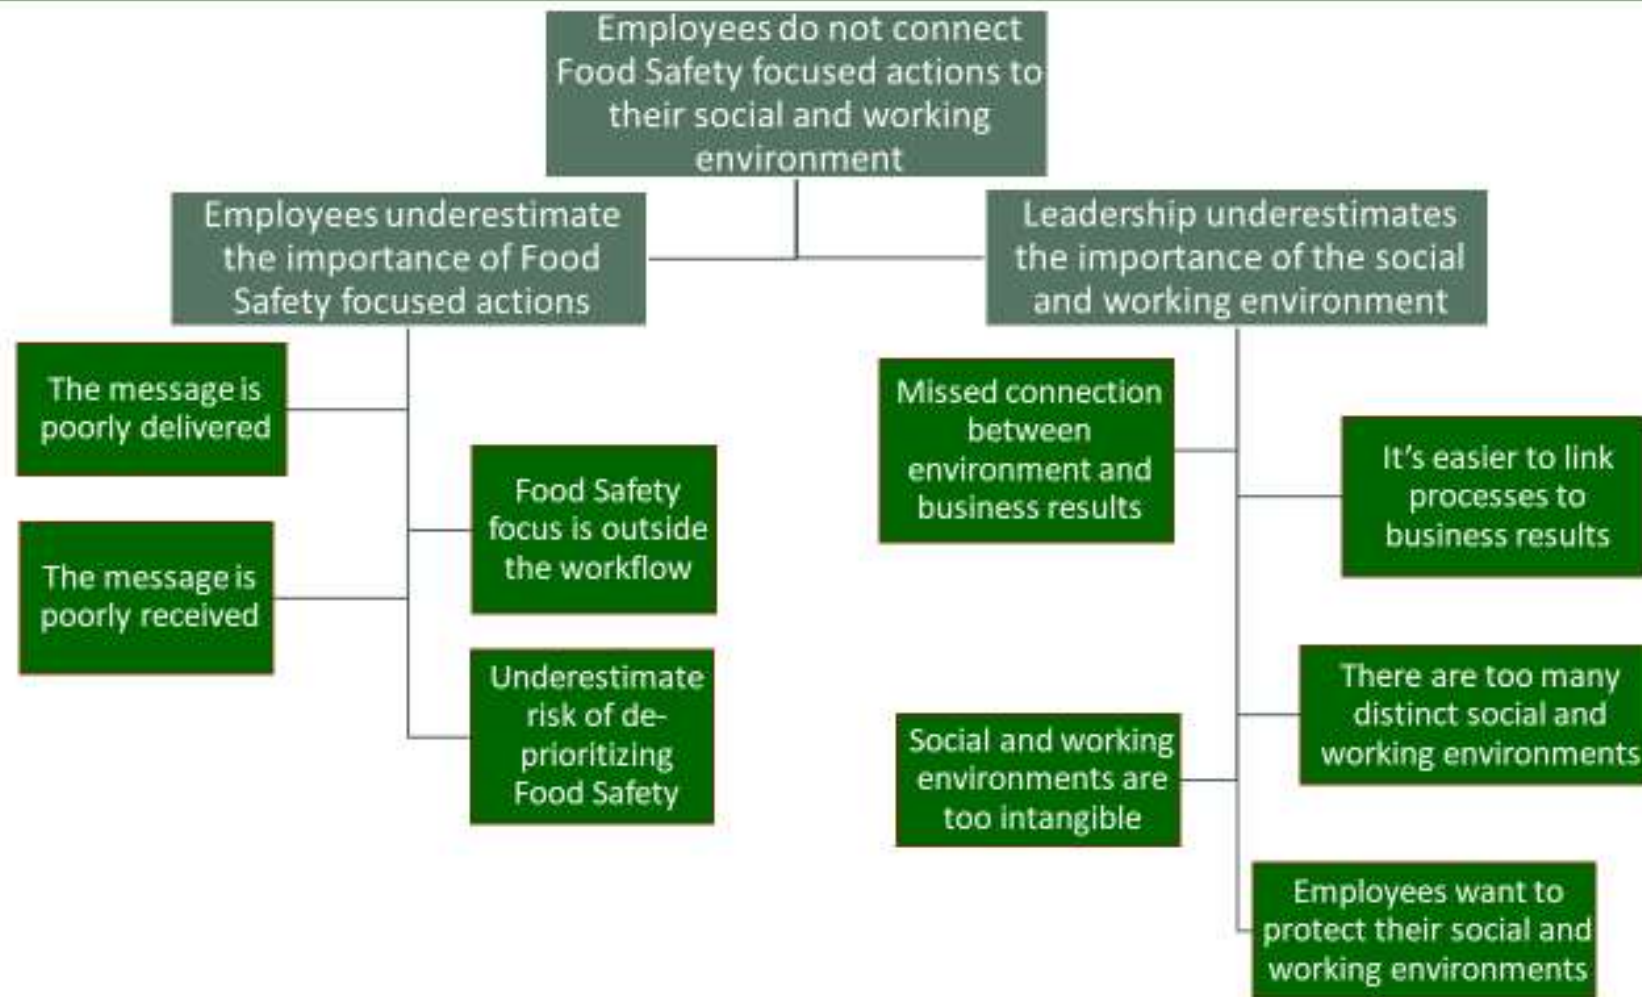 Employees do not connect
Food Safety focused actions to
their social and working
environment
Employees underestimate
the importance of Food
Safety focused actions
Leadership underestimates
the importance of the social
and working environment
The message is
poorly delivered
The message is
poorly received
Food Safety
focus is outside
the workflow
Underestimate
risk of de-
prioritizing
Food Safety
Missed connection
between
environment and
business results
It's easier to link
processes to
business results
There are too many
distinct social and
working environments
Social and working
environments are
too intangible
Employees want to
protect their social and
working environments